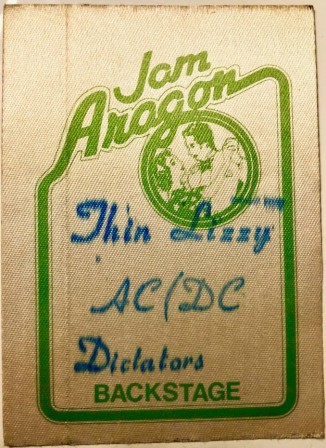 Jam
Aragon
Thin Lizzy
AC/DC
Dictators
BACKSTAGE